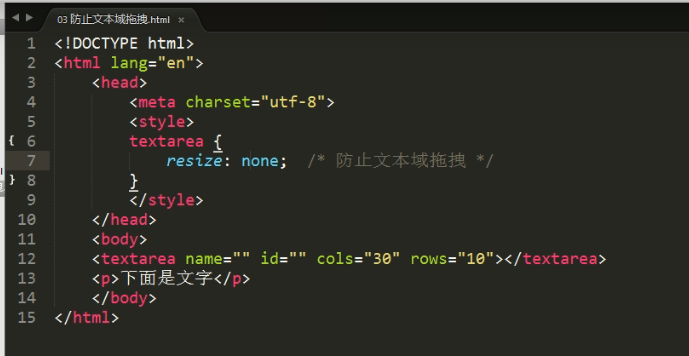 03 防止文本域拖拽.html ×
1 <!DOCTYPE html>
2 <html lang="en">
3 <head>
4 <meta charset="utf-8">
5 <style>
{ 6 textarea {
7 resize: none; /* 防止文本域拖拽 */
} 8 }
9 </style>
10 </head>
11 <body>
12 <textarea name="" id="" cols="30" rows="10"></textarea>
13 <p>下面是文字</p>
14 </body>
15 </html>